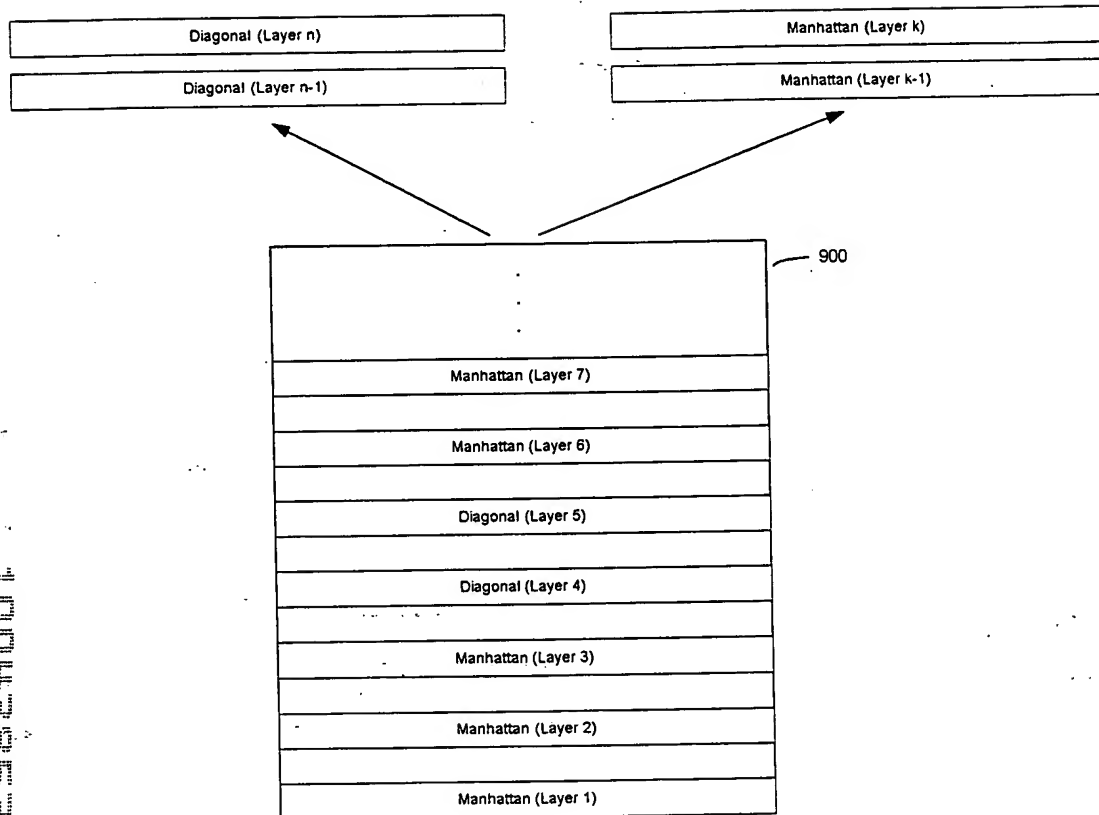 Diagonal (Layer n)
Manhattan (Layer k)
Diagonal (Layer n-1)
Manhattan (Layer k-1)
900
Manhattan (Layer 7)
Manhattan (Layer 6)
Diagonal (Layer 5)
Diagonal (Layer 4)
Manhattan (Layer 3)
Manhattan (Layer 2)
Manhattan (Layer 1)